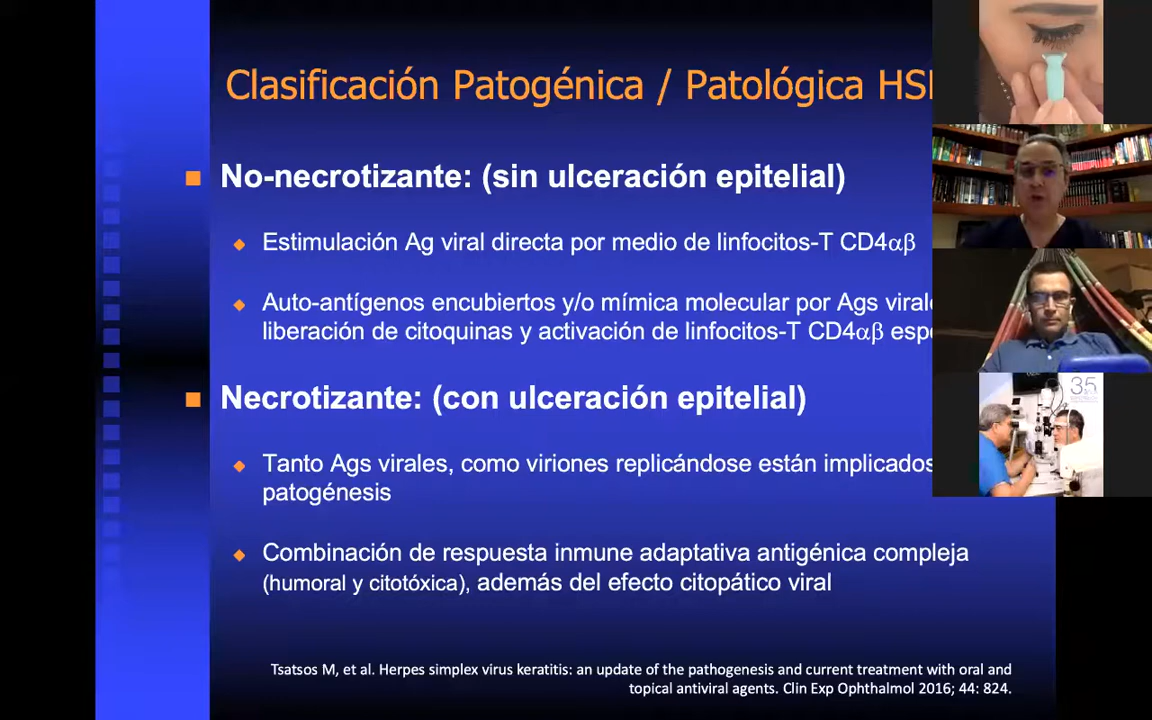 Clasificación Patogénica / Patológica
No-necrotizante: (sin ulceración epitelial)
Estimulación Ag viral directa por medio de linfocitos-T CD4αβ
Auto-antígenos encubiertos y/o mímica molecular por Ags
liberación de citoquinas y activación de linfocitos-T CD4αβ
Necrotizante: (con ulceración epitelial)
Tanto Ags virales, como viriones replicándose están implicados
patogénesis
Combinación de respuesta inmune adaptativa antigénica compleja
(humoral y citotóxica), además del efecto citopático viral
Tsatsos M, et al. Herpes simplex virus keratitis: an update of the pathogenesis and current treatment with oral and
topical antiviral agents. Clin Exp Ophthalmol 2016; 44: 824.
35